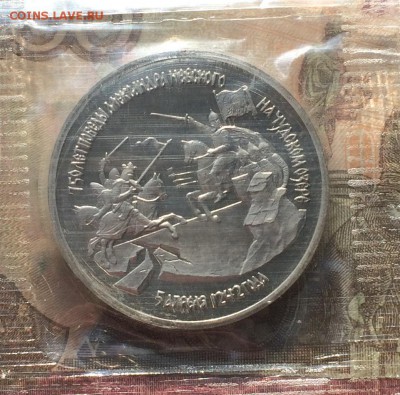 COINS.LAVE.RU
750 ЛЕТ ПОБЕДЫ АЛЕКСАНДРА НЕВСКОГО НА ЧУДСКОМ ОЗЕРЕ
5 АПРЕЛЯ 1242 ГОДА